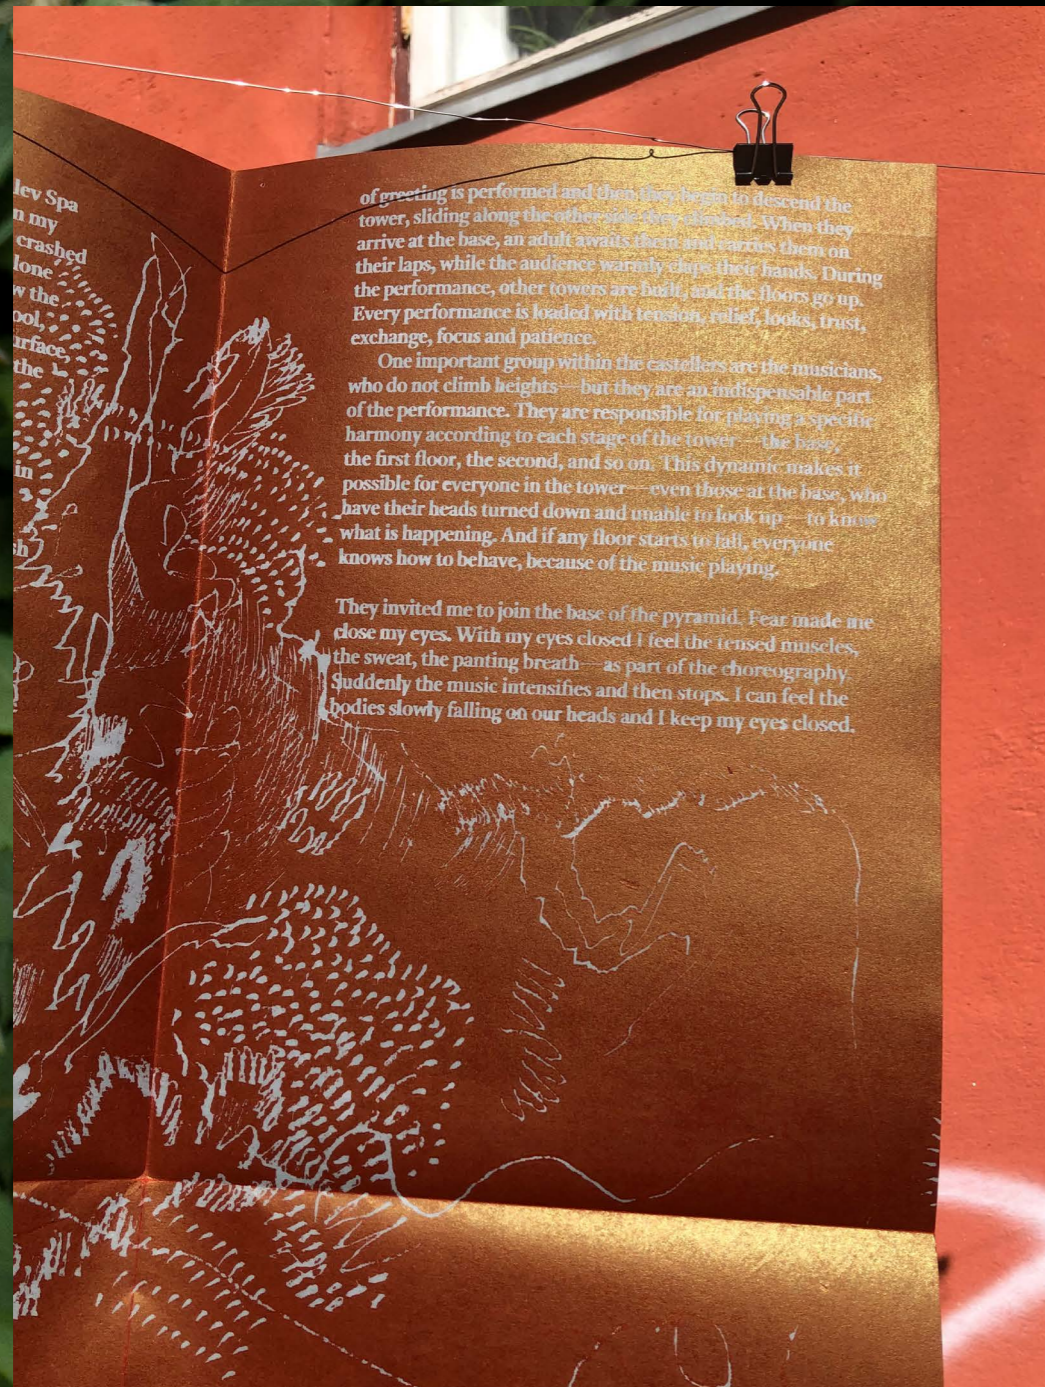 lev Spa
n my
crashed
lone
w the
ool,
urface,
the
in
sh
of greeting is performed and then they begin to descend the
tower, sliding along the other side they climbed. When they
arrive at the base, an adult awaits them and carries them on
their laps, while the audience warmly claps their hands. During
the performance, other towers are built, and the floors go up.
Every performance is loaded with tension, relief, looks, trust,
exchange, focus and patience.
One important group within the castellers are the musicians,
who do not climb heights—but they are an indispensable part
of the performance. They are responsible for playing a specific
harmony according to each stage of the tower—the base,
the first floor, the second, and so on. This dynamic makes it
possible for everyone in the tower—even those at the base, who
have their heads turned down and unable to look up—to know
what is happening. And if any floor starts to fall, everyone
knows how to behave, because of the music playing.
They invited me to join the base of the pyramid. Fear made me
close my eyes. With my eyes closed I feel the tensed muscles,
the sweat, the panting breath—as part of the choreography.
Suddenly the music intensifies and then stops. I can feel the
bodies slowly falling on our heads and I keep my eyes closed.